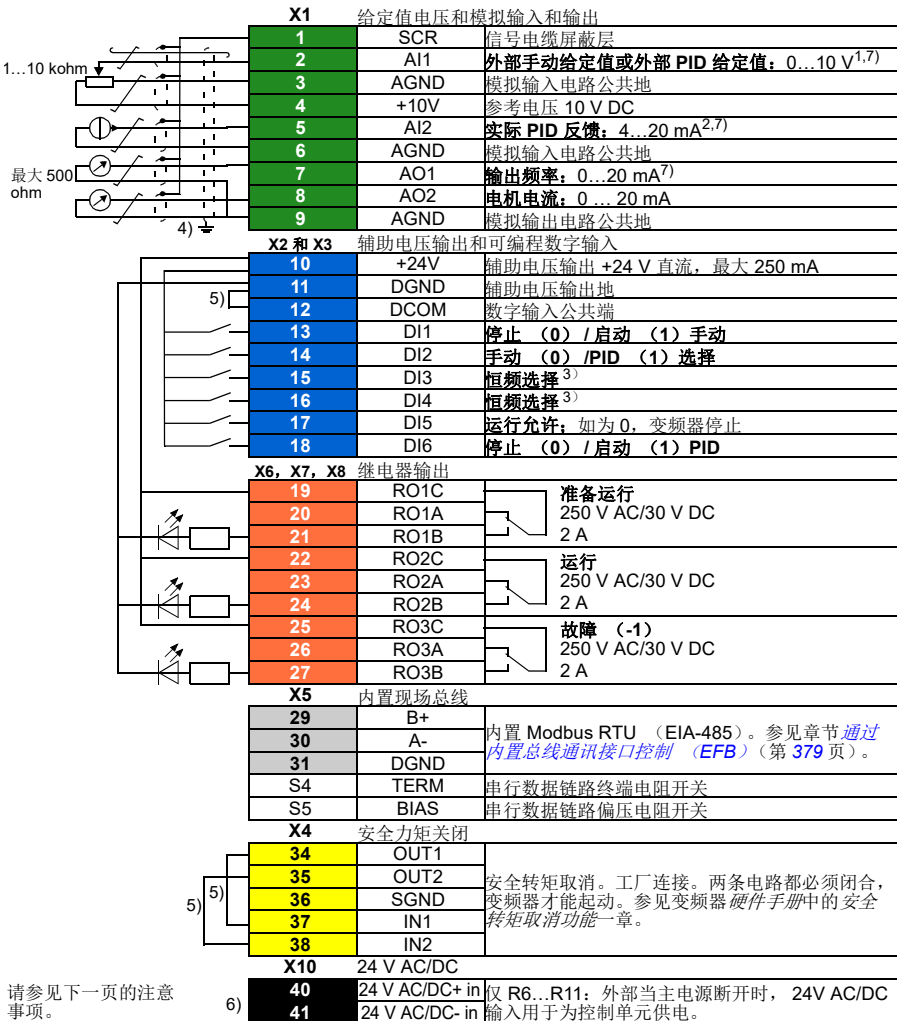 X1 给定值电压和模拟输入和输出
1 SCR 信号电缆屏蔽层
1…10 kohm
2 AI1 外部手动给定值或外部 PID 给定值：0…10 V1,7)
3 AGND 模拟输入电路公共地
4 +10V 参考电压 10 V DC
5 AI2 实际 PID 反馈：4…20 mA2,7)
6 AGND 模拟输入电路公共地
最大 500
ohm
7 AO1 输出频率：0…20 mA7)
8 AO2 电机电流：0 … 20 mA
4)
9 AGND 模拟输出电路公共地
X2 和 X3 辅助电压输出和可编程数字输入
10 +24V 辅助电压输出 +24 V 直流，最大 250 mA
11 DGND 辅助电压输出地
5)
12 DCOM 数字输入公共端
13 DI1 停止 （0）/ 启动 （1）手动
14 DI2 手动 （0）/PID （1）选择
15 DI3 恒频选择 3）
16 DI4 恒频选择 3）
17 DI5 运行允许；如为 0，变频器停止
18 DI6 停止 （0）/ 启动 （1）PID
X6，X7，X8 继电器输出
19 RO1C 准备运行
20 RO1A 250 V AC/30 V DC
21 RO1B 2 A
22 RO2C 运行
23 RO2A 250 V AC/30 V DC
24 RO2B 2 A
25 RO3C 故障 （-1）
26 RO3A 250 V AC/30 V DC
27 RO3B 2 A
X5 内置现场总线
29 B+
30 A-
31 DGND
内置 Modbus RTU （EIA-485）。参见章节通过
内置总线通讯接口控制 （EFB）（第 379 页）。
S4 TERM 串行数据链路终端电阻开关
S5 BIAS 串行数据链路偏压电阻开关
X4 安全力矩关闭
34 OUT1
35 OUT2
36 SGND
37 IN1
38 IN2
5)
5)
安全转矩取消。工厂连接。两条电路都必须闭合，
变频器才能起动。参见变频器硬件手册中的安全
转矩取消功能一章。
X10 24 V AC/DC
请参见下一页的注意
事项。
6)
40 24 V AC/DC+ in
41 24 V AC/DC- in
仅 R6…R11：外部当主电源断开时， 24V AC/DC
输入用于为控制单元供电。